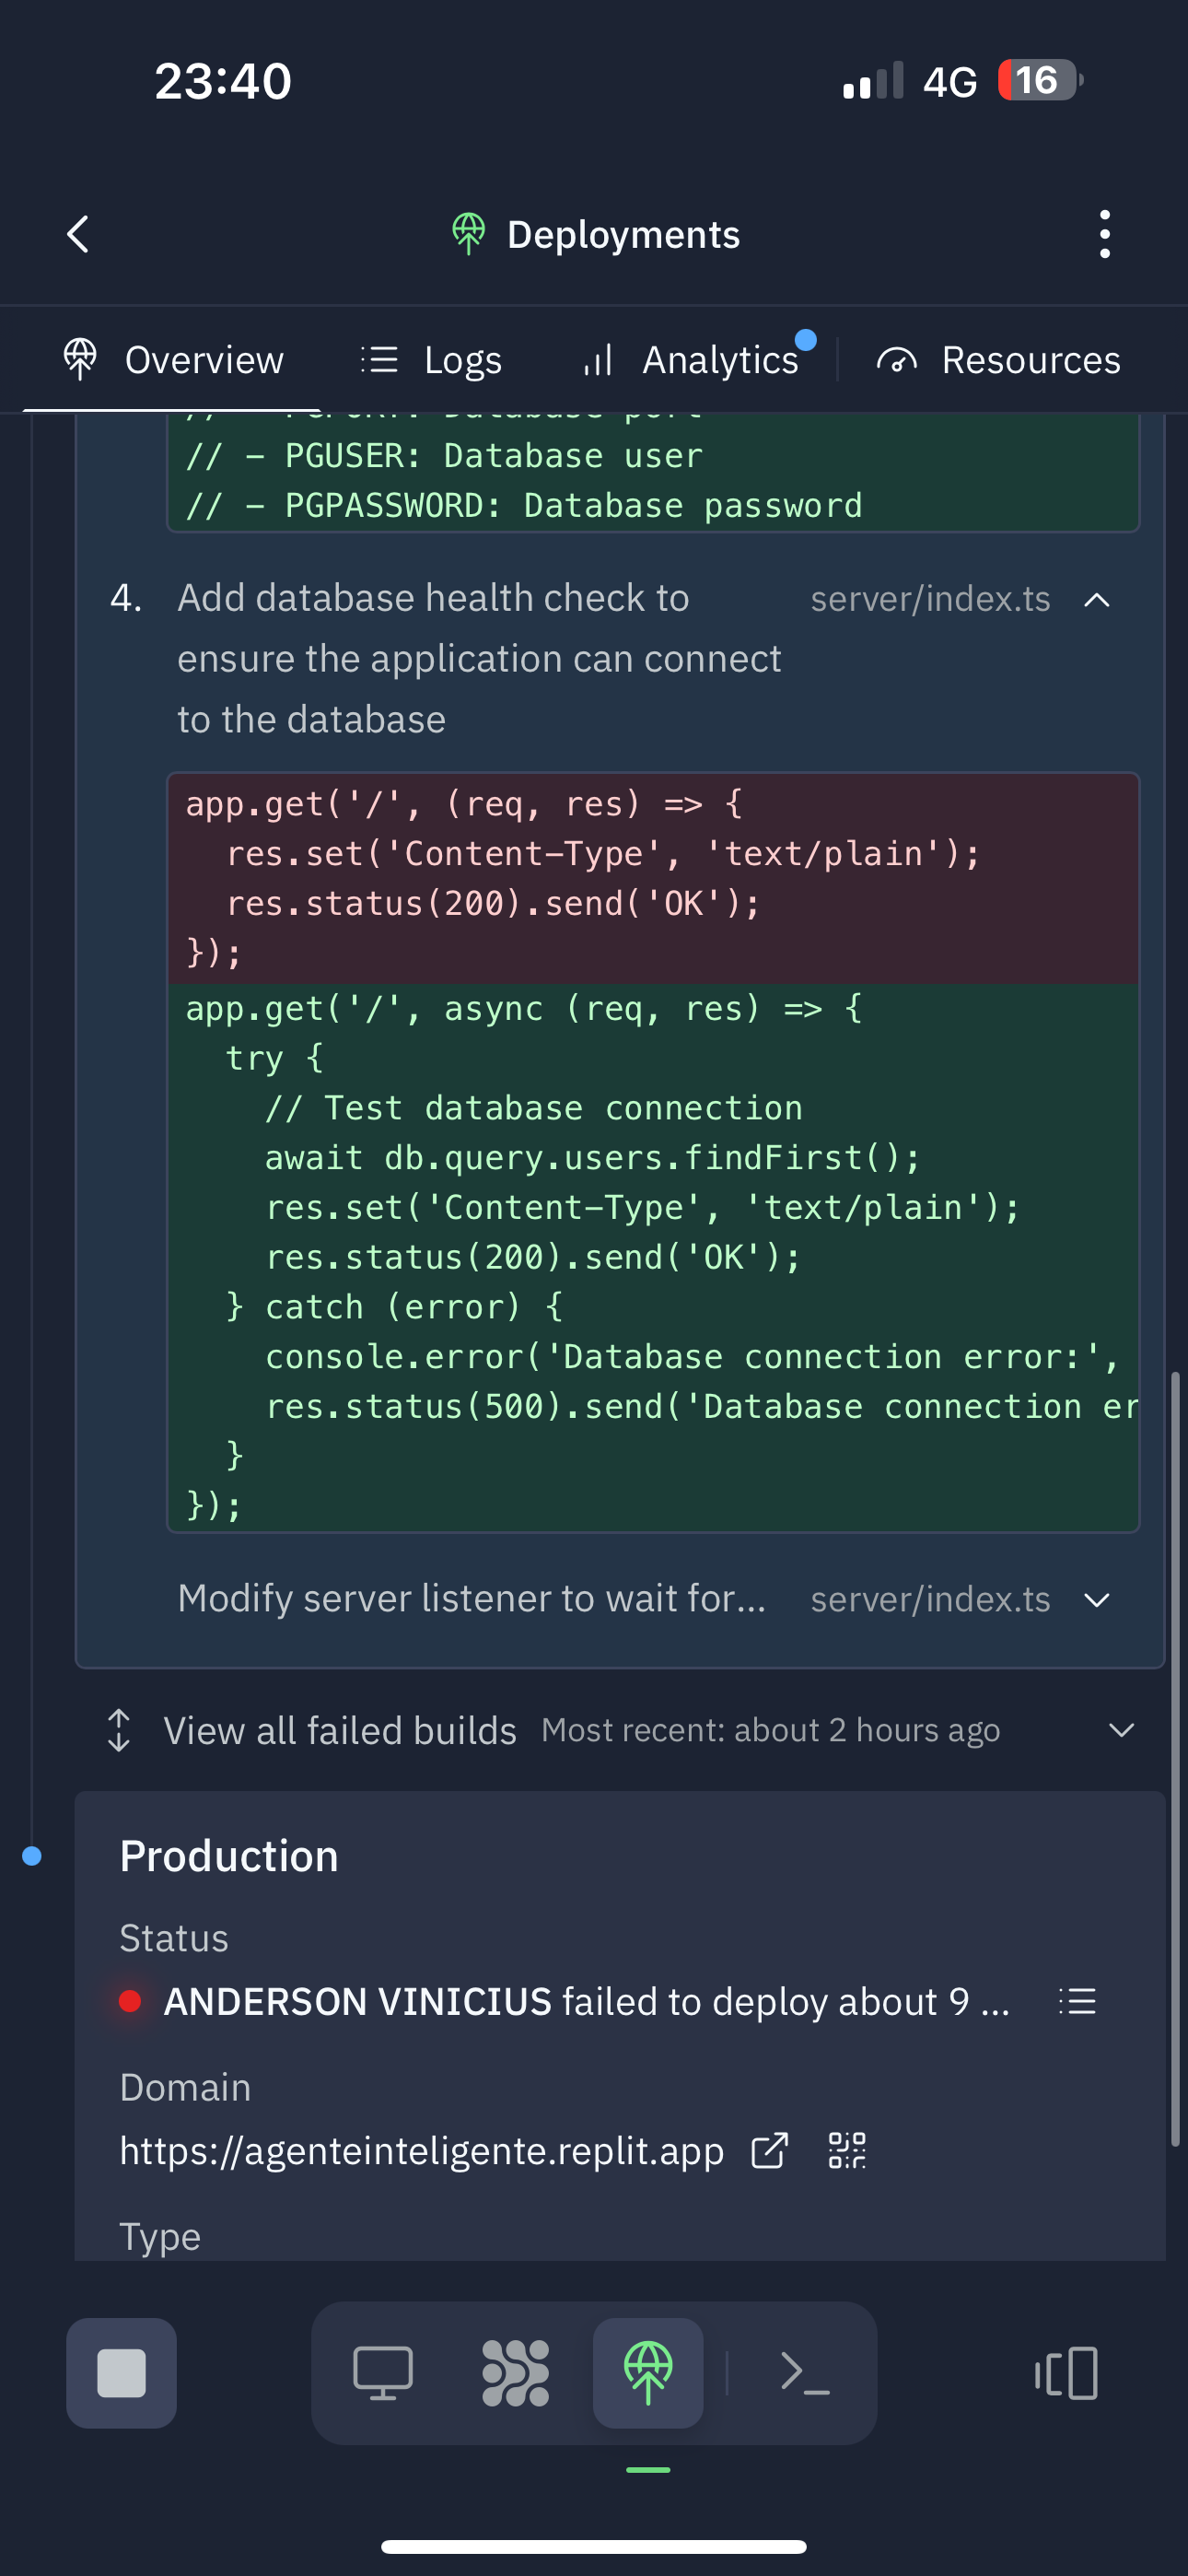 23:40
4G
16
Deployments
Overview
Logs
Analytics
Resources
// - PGPORT: Database port
// – PGUSER: Database user
// – PGPASSWORD: Database password
4. Add database health check to
ensure the application can connect
to the database
server/index.ts
app.get('/', (req, res) => {
  res.set('Content-Type', 'text/plain');
  res.status(200).send('OK');
});
app.get('/', async (req, res) => {
  try {
    // Test database connection
    await db.query.users.findFirst();
    res.set('Content-Type', 'text/plain');
    res.status(200).send('OK');
  } catch (error) {
    console.error('Database connection error:',
    res.status(500).send('Database connection er
  }
});
Modify server listener to wait for...
server/index.ts
View all failed builds
Most recent: about 2 hours ago
Production
Status
ANDERSON VINICIUS failed to deploy about 9 ...
Domain
https://agenteinteligente.replit.app
Type